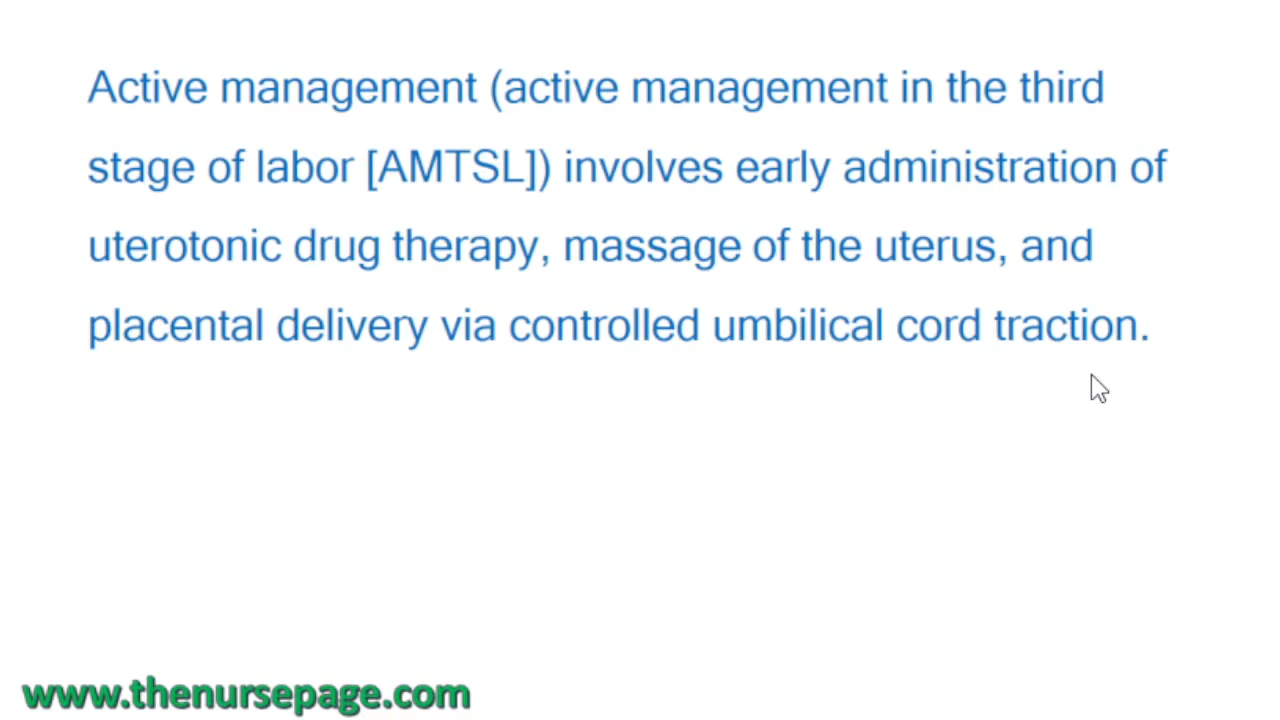 Active management (active management in the third
stage of labor [AMTSL]) involves early administration of
uterotonic drug therapy, massage of the uterus, and
placental delivery via controlled umbilical cord traction.
www.thenursepage.com